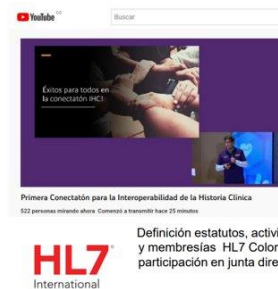 YouTube CO
Buscar
Éxitos para todos en
la conectatón IHC!
Primera Conectatón para la Interoperabilidad de la Historia Clínica
522 personas mirando ahora Comenzó a transmitir hace 25 minutos
Definición estatutos, activi
y membresías HL7 Colom
participación en junta dire
HL7
International